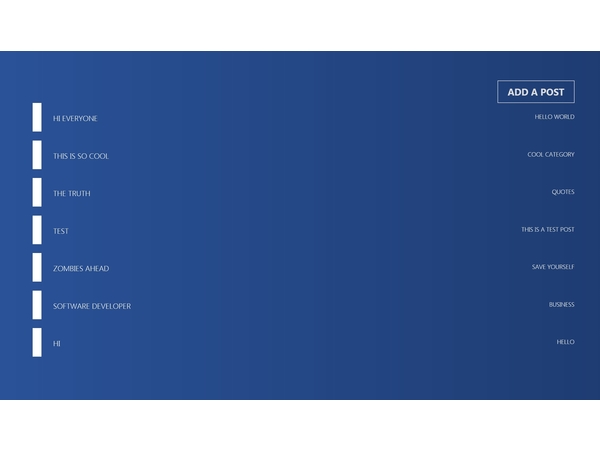 ADD A POST
HI EVERYONE
HELLO WORLD
THIS IS SO COOL
COOL CATEGORY
THE TRUTH
QUOTES
TEST
THIS IS A TEST POST
ZOMBIES AHEAD
SAVE YOURSELF
SOFTWARE DEVELOPER
BUSINESS
HI
HELLO